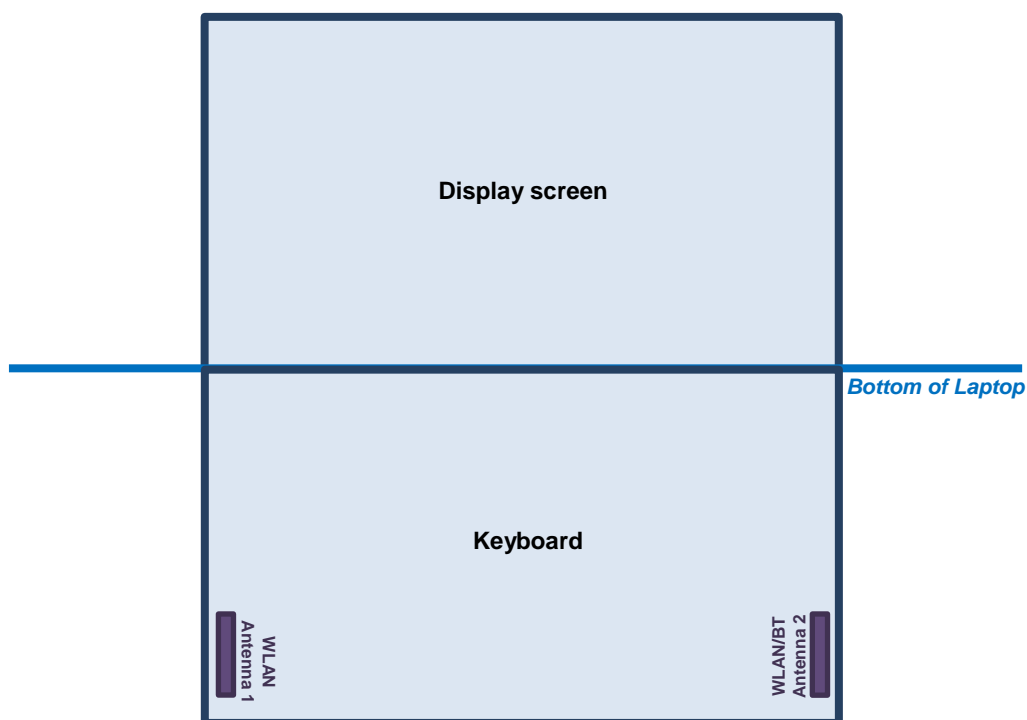 Display screen
Bottom of Laptop
Keyboard
WLAN
Antenna 1
WLAN/BT
Antenna 2